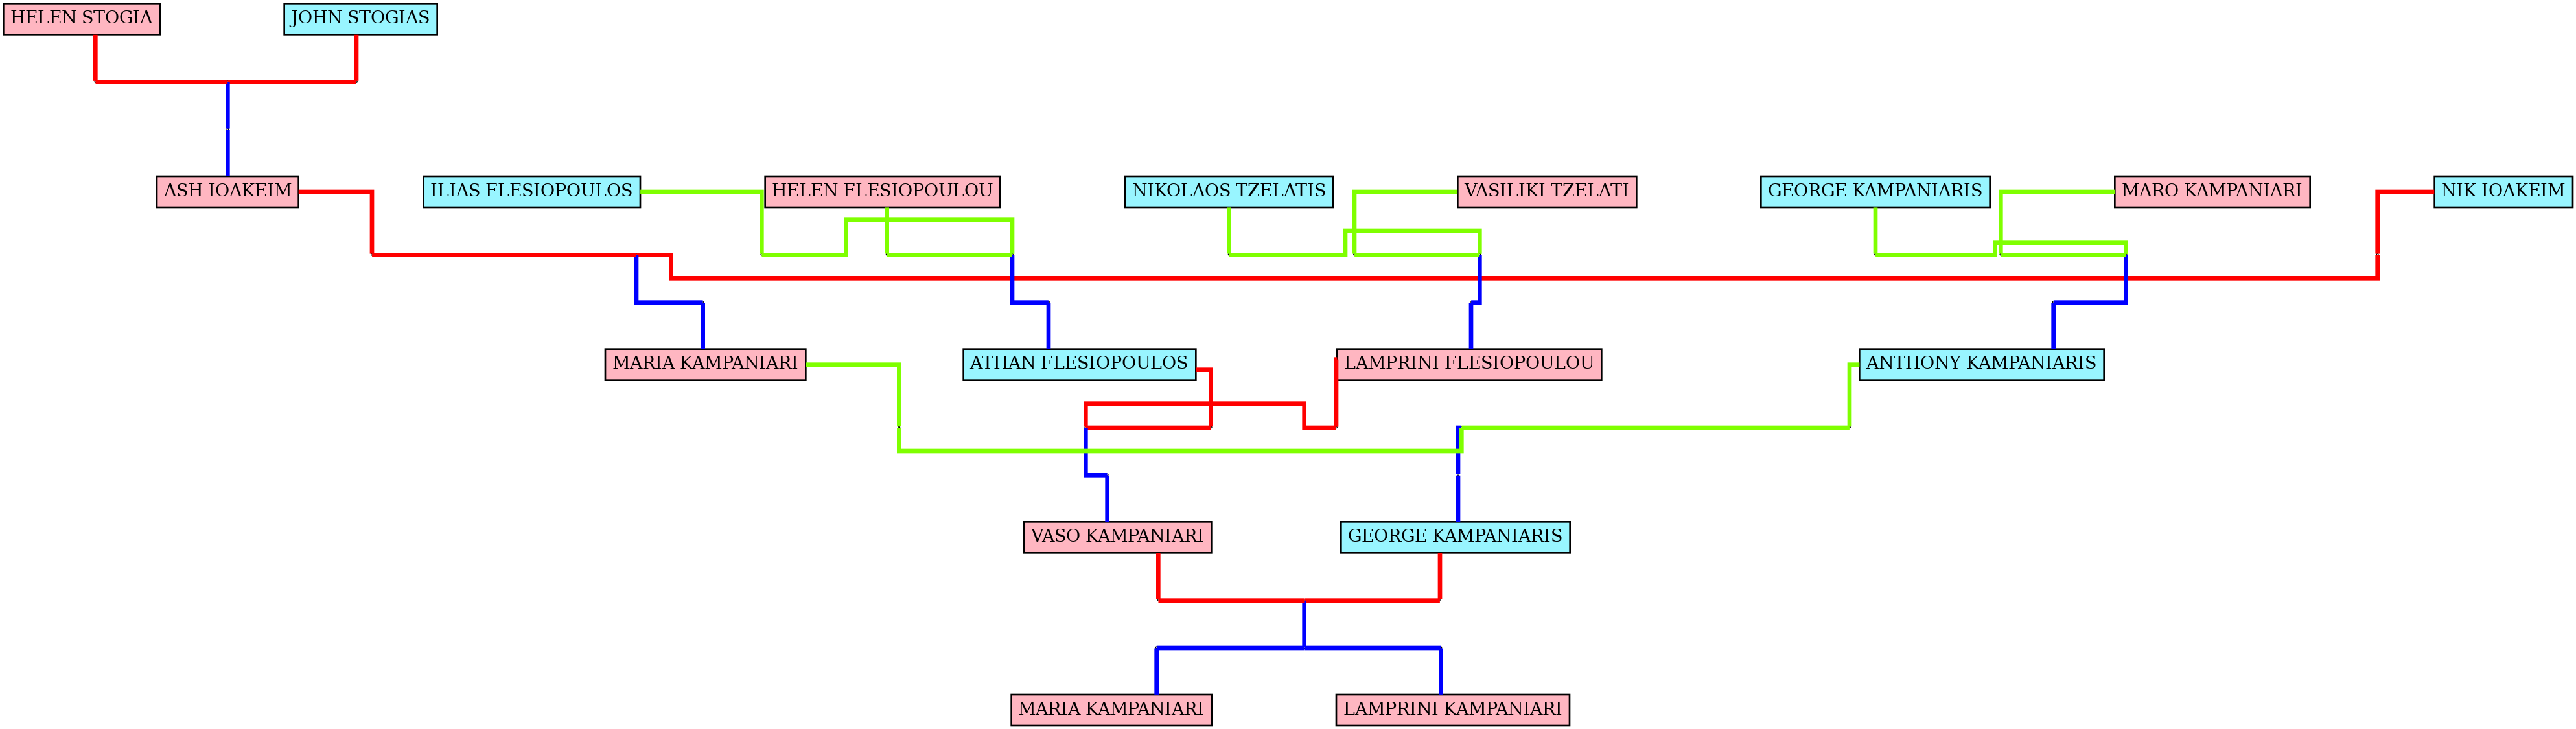 HELEN STOGIA
JOHN STOGIAS
ASH IOAKEIM
ILIAS FLESIOPOULOS
HELEN FLESIOPOULOU
NIKOLAOS TZELATIS
VASILIKI TZELATI
GEORGE KAMPANIARIS
MARO KAMPANIARI
NIK IOAKEIM
MARIA KAMPANIARI
ATHAN FLESIOPOULOS
LAMPRINI FLESIOPOULOU
ANTHONY KAMPANIARIS
VASO KAMPANIARI
GEORGE KAMPANIARIS
MARIA KAMPANIARI
LAMPRINI KAMPANIARI